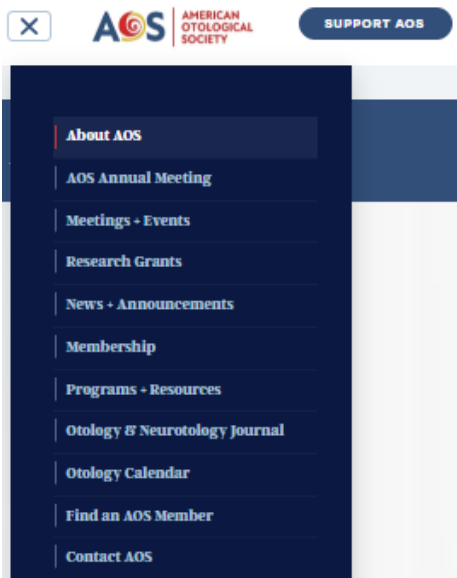 AOS AMERICAN
OTOLOGICAL
SOCIETY
SUPPORT AOS
About AOS
AOS Annual Meeting
Meetings + Events
Research Grants
News + Announcements
Membership
Programs + Resources
Otology & Neurotology Journal
Otology Calendar
Find an AOS Member
Contact AOS